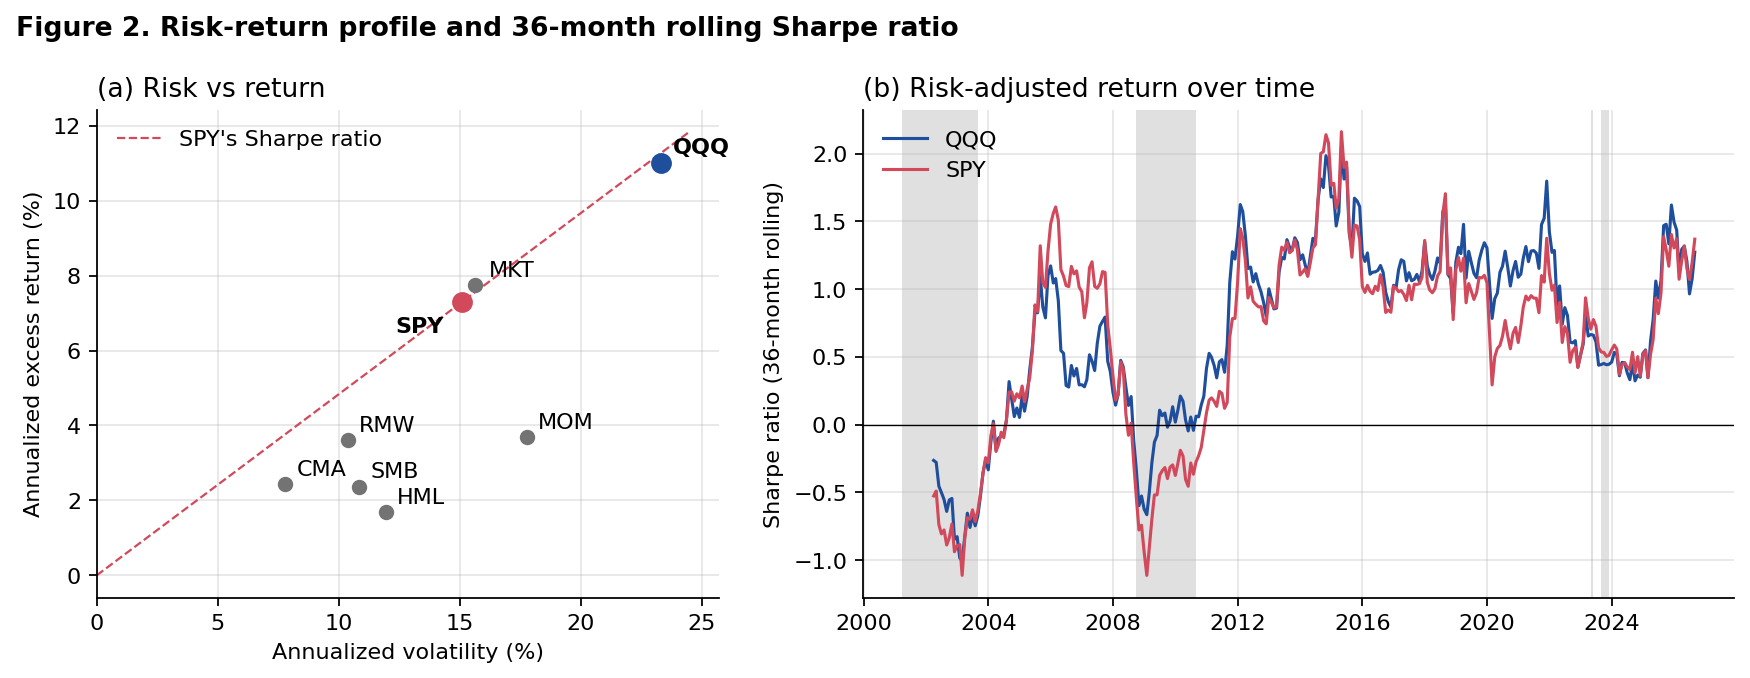 Figure 2. Risk-return profile and 36-month rolling Sharpe ratio
(a) Risk vs return
SPY's Sharpe ratio
QQQ
MKT
SPY
RMW
MOM
CMA
SMB
HML
12
10
8
6
4
2
0
0
5
10
15
20
25
Annualized excess return (%)
Annualized volatility (%)
(b) Risk-adjusted return over time
QQQ
SPY
2.0
1.5
1.0
0.5
0.0
−0.5
−1.0
2000
2004
2008
2012
2016
2020
2024
Sharpe ratio (36-month rolling)